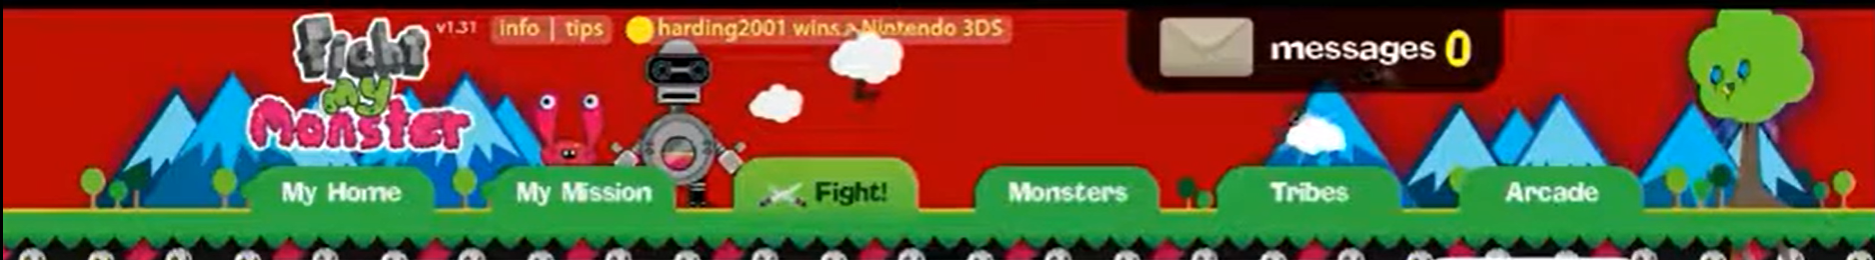 Fight
my
Monster
v1.31
info | tips
harding2001 wins a Nintendo 3DS
messages 0
My Home
My Mission
Fight!
Monsters
Tribes
Arcade